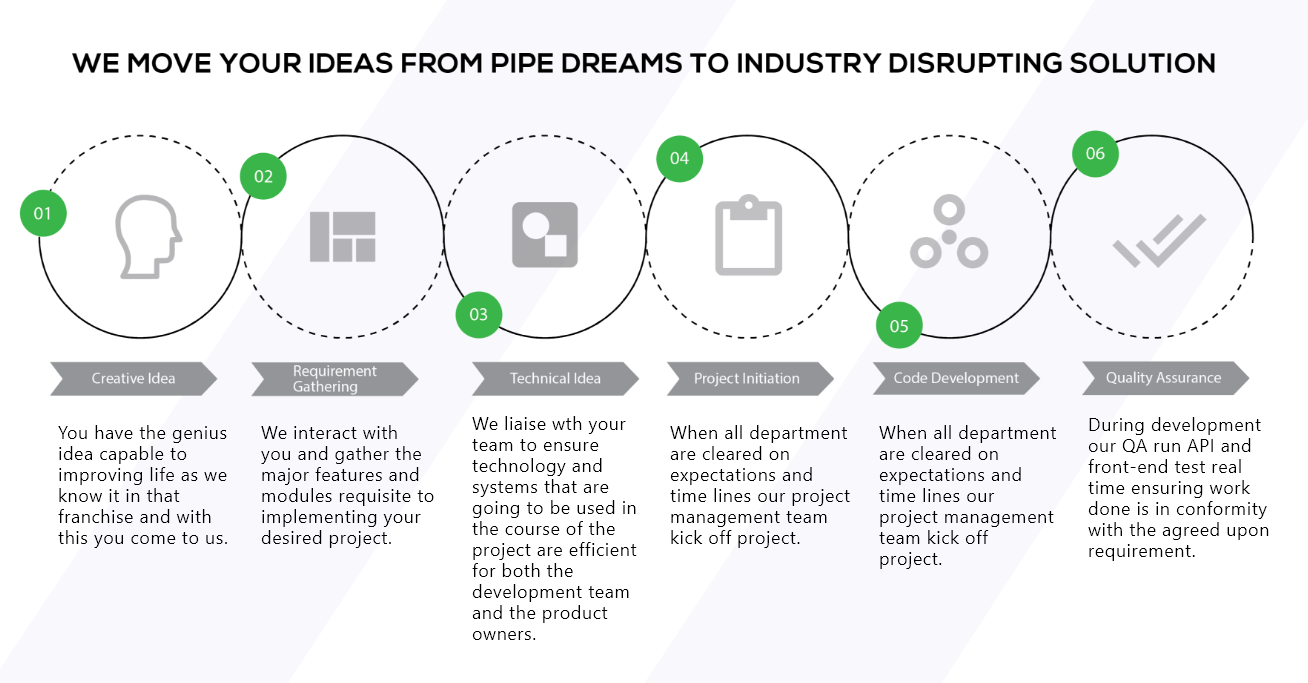 WE MOVE YOUR IDEAS FROM PIPE DREAMS TO INDUSTRY DISRUPTING SOLUTION
01
Creative Idea
You have the genius
idea capable to
improving life as we
know it in that
franchise and with
this you come to us.
02
Requirement
Gathering
We interact with
you and gather the
major features and
modules requisite to
implementing your
desired project.
03
Technical Idea
We liaise wth your
team to ensure
technology and
systems that are
going to be used in
the course of the
project are efficient
for both the
development team
and the product
owners.
04
Project Initiation
When all department
are cleared on
expectations and
time lines our project
management team
kick off project.
05
Code Development
When all department
are cleared on
expectations and
time lines our
project management
team kick off
project.
06
Quality Assurance
During development
our QA run API and
front-end test real
time ensuring work
done is in conformity
with the agreed upon
requirement.